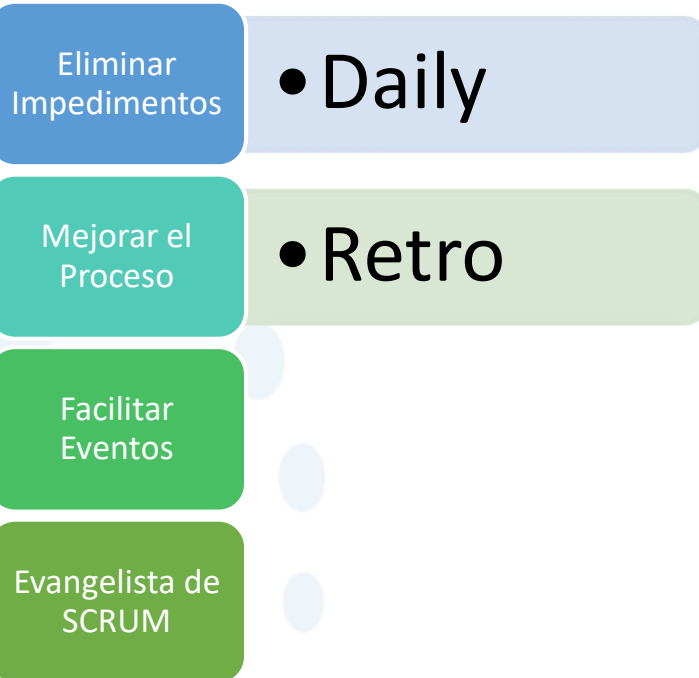 Eliminar
Impedimentos
• Daily
Mejorar el
Proceso
• Retro
Facilitar
Eventos
Evangelista de
SCRUM